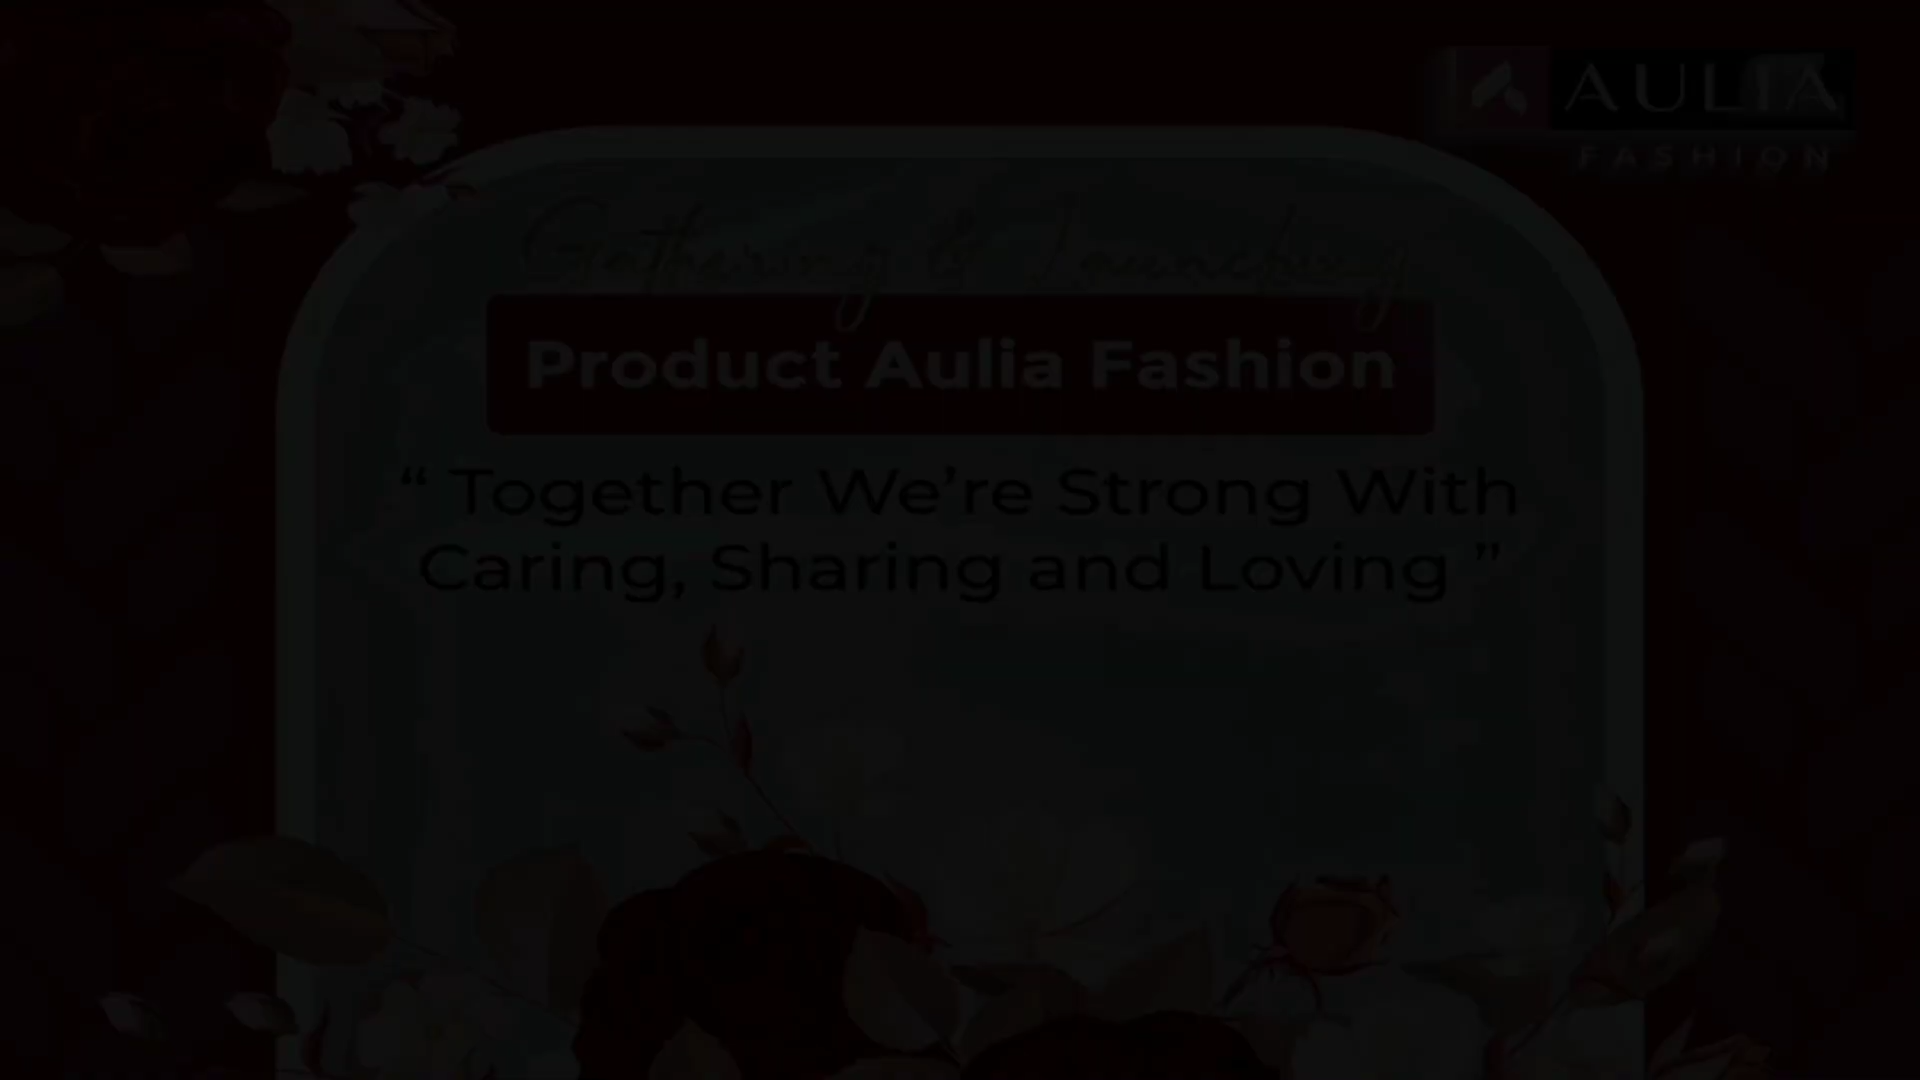 AULIA
FASHION
Gathering & Launching
Product Aulia Fashion
“ Together We’re Strong With
Caring, Sharing and Loving ”